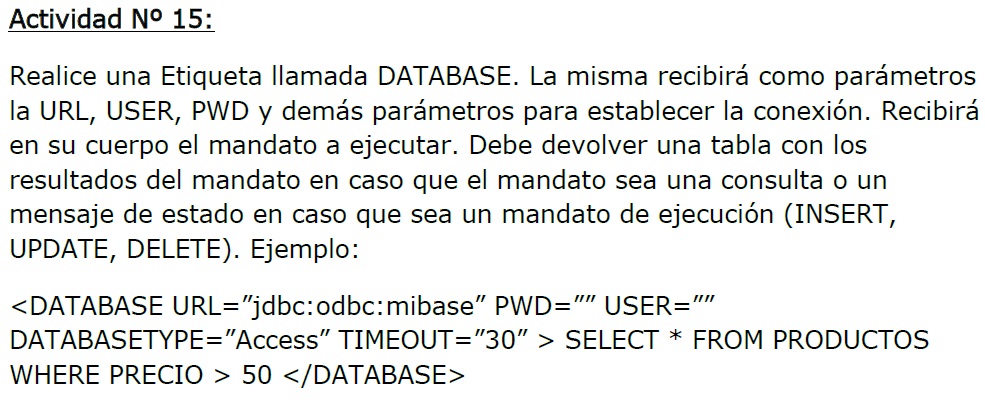 Actividad Nº 15:
Realice una Etiqueta llamada DATABASE. La misma recibirá como parámetros
la URL, USER, PWD y demás parámetros para establecer la conexión. Recibirá
en su cuerpo el mandato a ejecutar. Debe devolver una tabla con los
resultados del mandato en caso que el mandato sea una consulta o un
mensaje de estado en caso que sea un mandato de ejecución (INSERT,
UPDATE, DELETE). Ejemplo:
<DATABASE URL=”jdbc:odbc:mibase” PWD=”” USER=””
DATABASETYPE=”Access” TIMEOUT=”30” > SELECT * FROM PRODUCTOS
WHERE PRECIO > 50 </DATABASE>